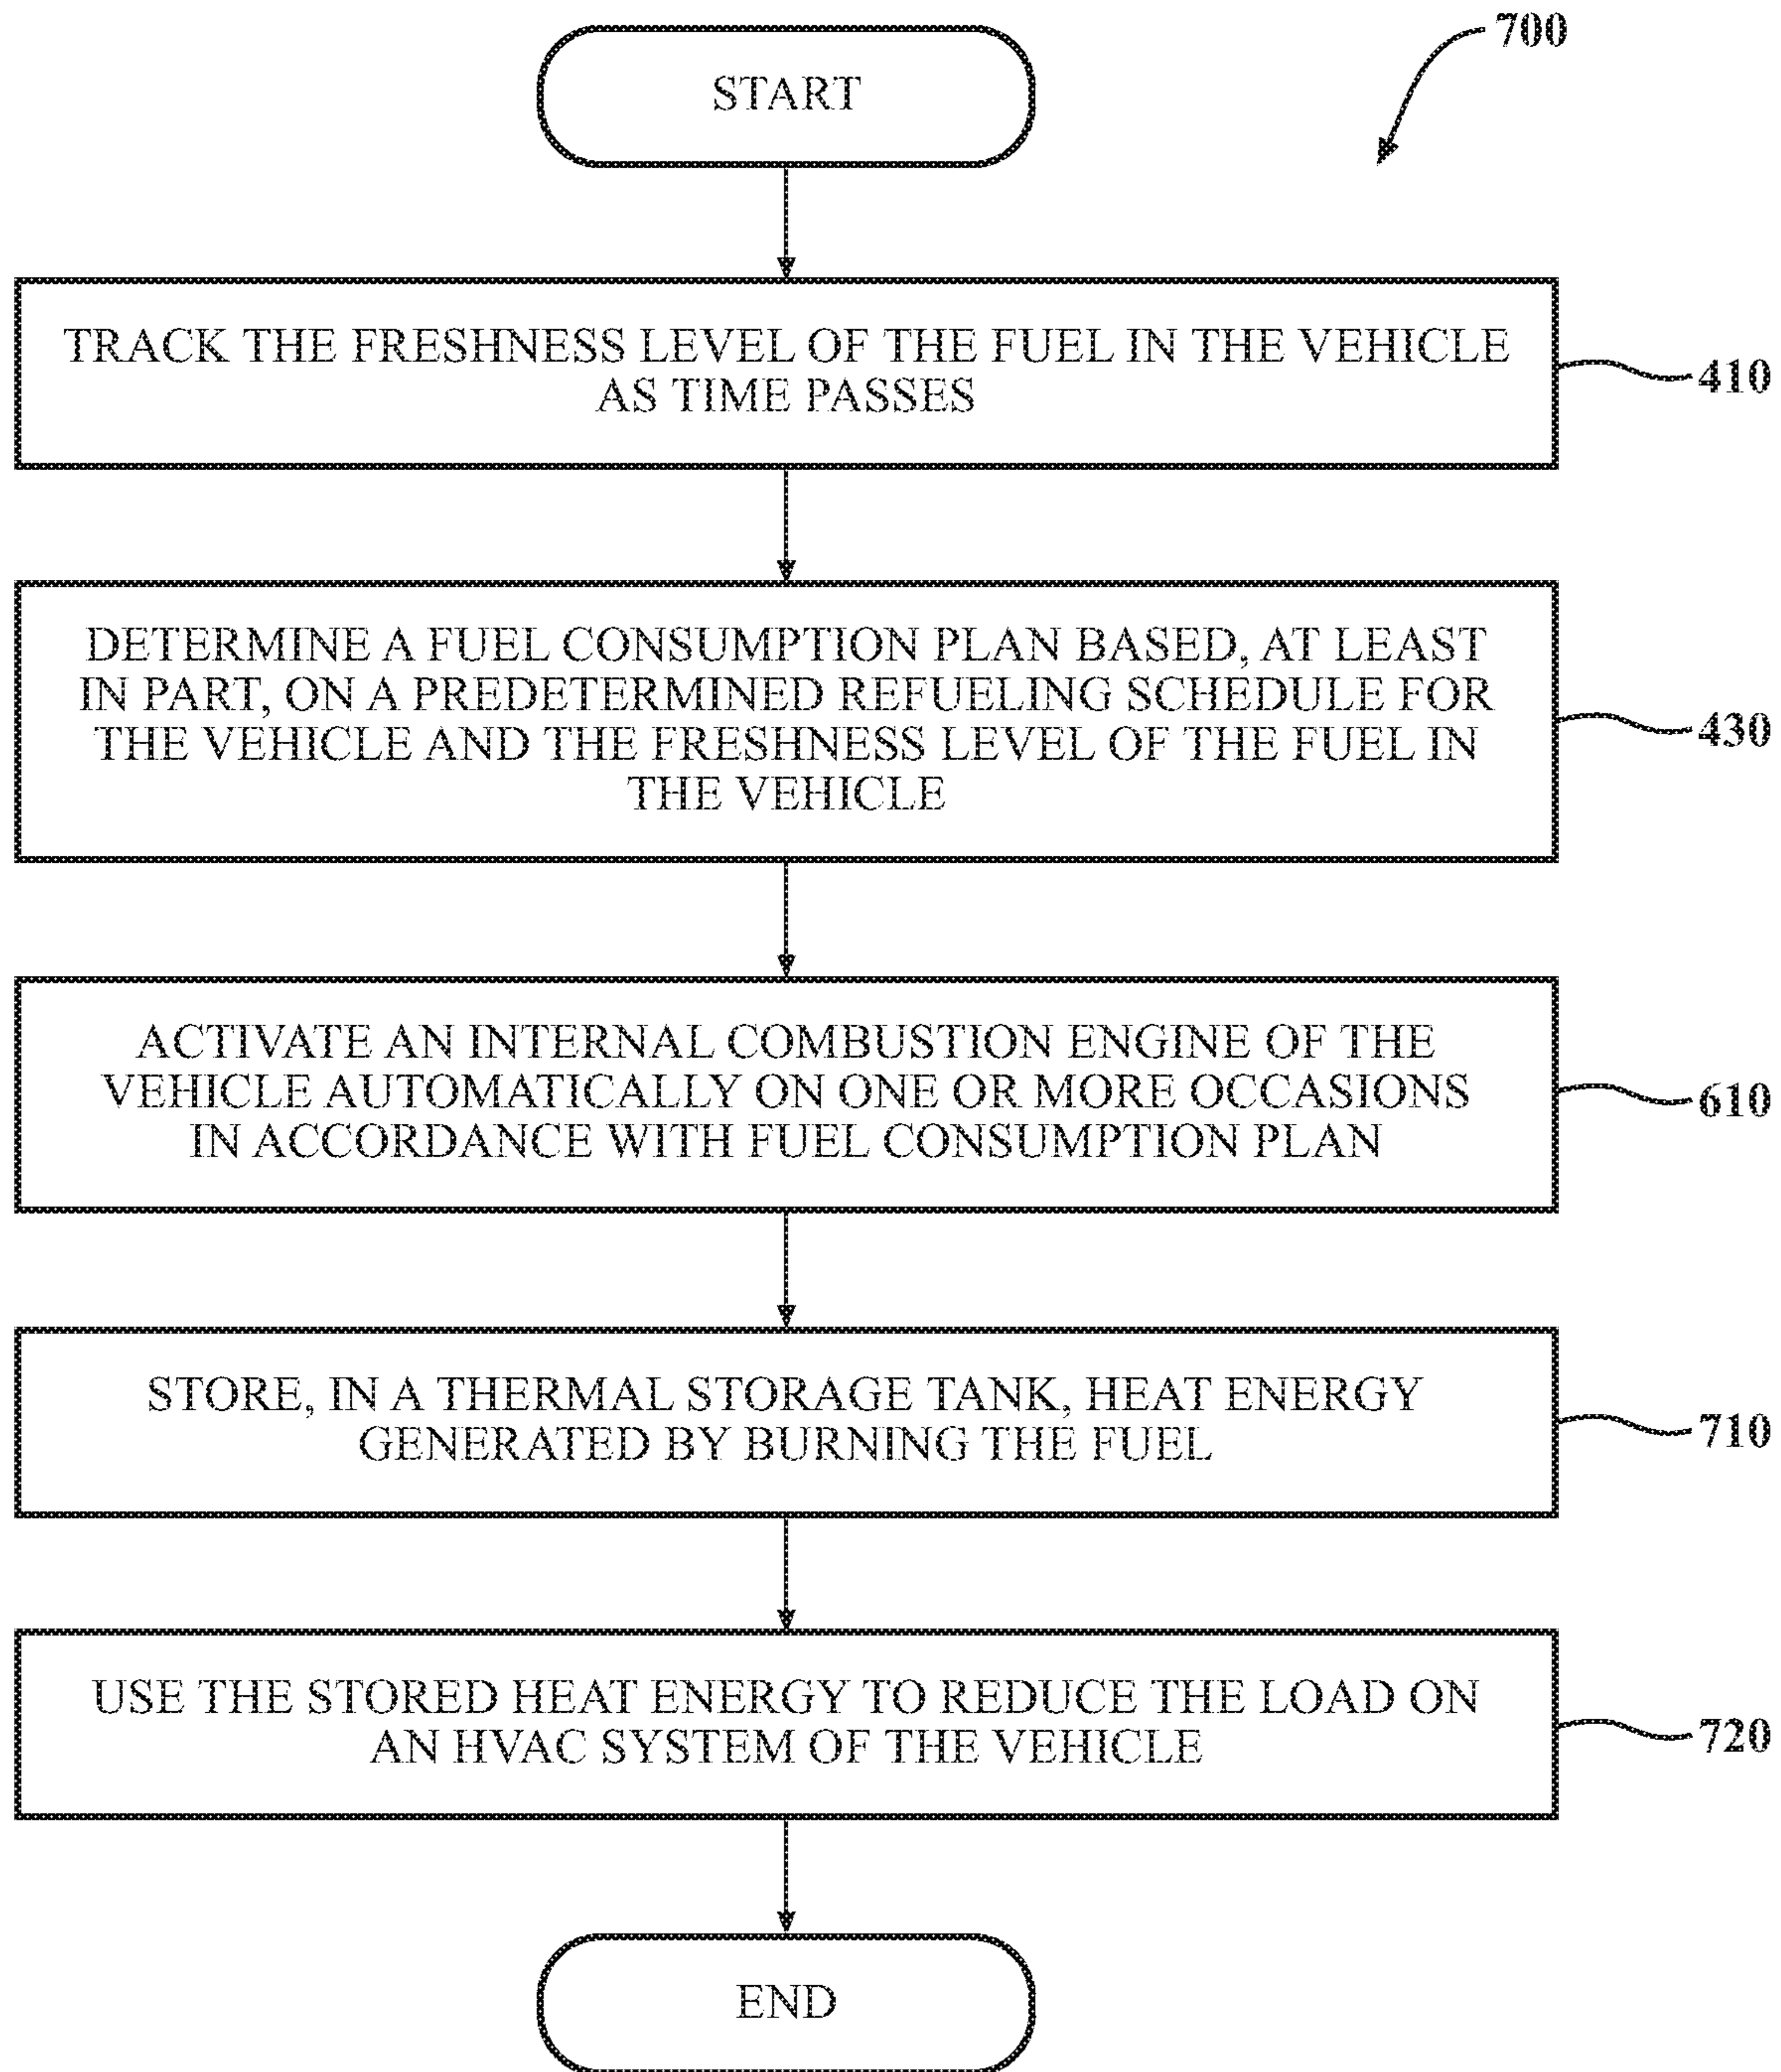 700
START
TRACK THE FRESHNESS LEVEL OF THE FUEL IN THE VEHICLE
AS TIME PASSES
410
DETERMINE A FUEL CONSUMPTION PLAN BASED, AT LEAST
IN PART, ON A PREDETERMINED REFUELING SCHEDULE FOR
THE VEHICLE AND THE FRESHNESS LEVEL OF THE FUEL IN
THE VEHICLE
430
ACTIVATE AN INTERNAL COMBUSTION ENGINE OF THE
VEHICLE AUTOMATICALLY ON ONE OR MORE OCCASIONS
IN ACCORDANCE WITH FUEL CONSUMPTION PLAN
610
STORE, IN A THERMAL STORAGE TANK, HEAT ENERGY
GENERATED BY BURNING THE FUEL
710
USE THE STORED HEAT ENERGY TO REDUCE THE LOAD ON
AN HVAC SYSTEM OF THE VEHICLE
720
END